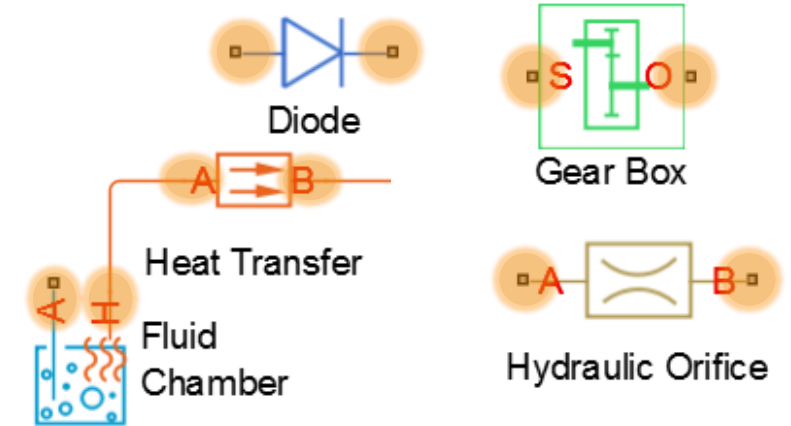 Diode
S O
Gear Box
A B
Heat Transfer
A H
Fluid
Chamber
A B
Hydraulic Orifice